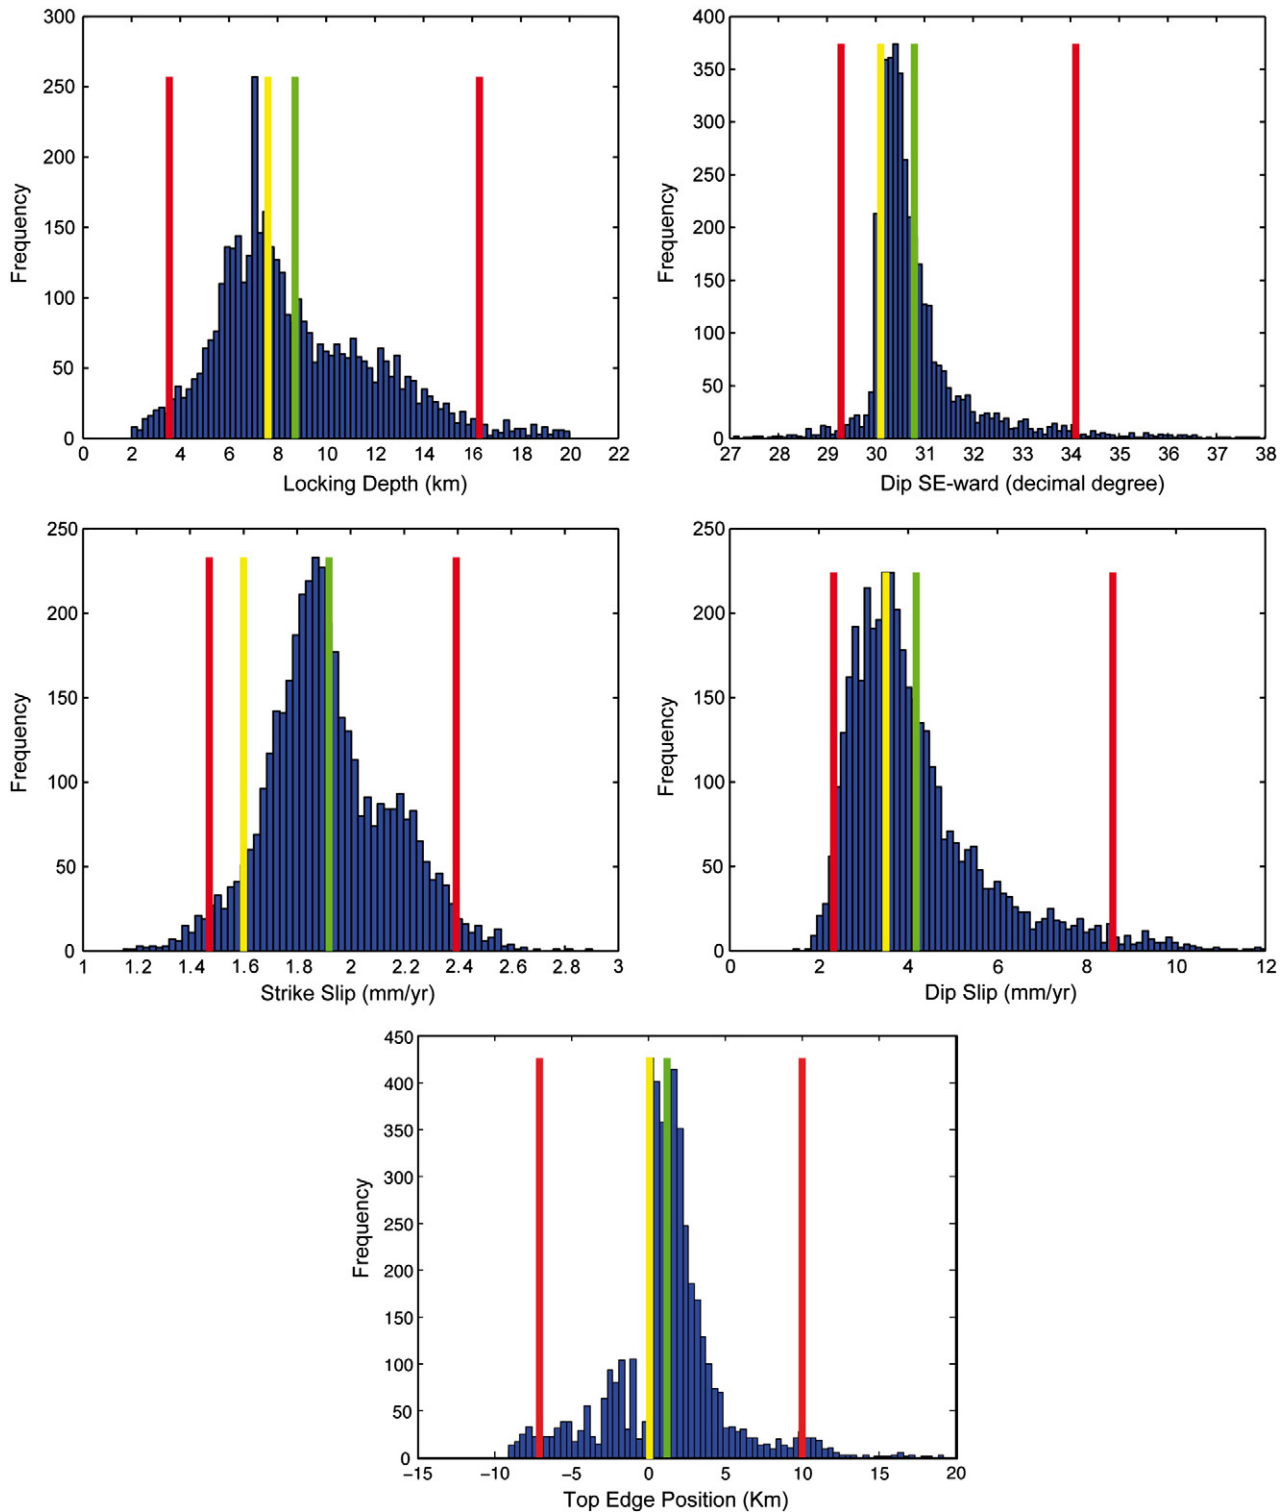 300
250
200
150
100
50
0
Frequency
0 2 4 6 8 10 12 14 16 18 20 22
Locking Depth (km)
400
350
300
250
200
150
100
50
0
Frequency
27 28 29 30 31 32 33 34 35 36 37 38
Dip SE-ward (decimal degree)
250
200
150
100
50
0
Frequency
1 1.2 1.4 1.6 1.8 2 2.2 2.4 2.6 2.8 3
Strike Slip (mm/yr)
250
200
150
100
50
0
Frequency
0 2 4 6 8 10 12
Dip Slip (mm/yr)
450
400
350
300
250
200
150
100
50
0
Frequency
−15 −10 −5 0 5 10 15 20
Top Edge Position (Km)